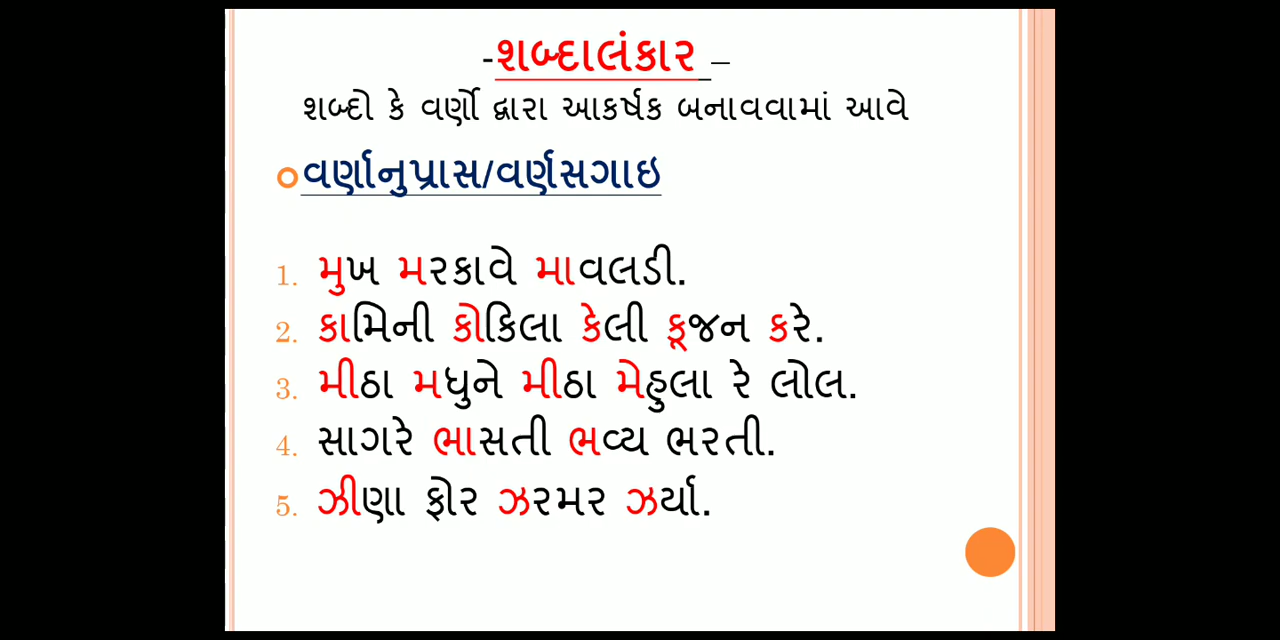 -શબ્દાલંકાર –
શબ્દો કે વર્ણો દ્વારા આકર્ષક બનાવવામાં આવે
વર્ણાનુપ્રાસ/વર્ણસગાઇ
1. મુખ મરકાવે માવલડી.
2. કામિની કોકિલા કેલી કૂજન કરે.
3. મીઠા મધુને મીઠા મેહુલા રે લોલ.
4. સાગરે ભાસતી ભવ્ય ભરતી.
5. ઝીણા ફોર ઝરમર ઝર્યા.